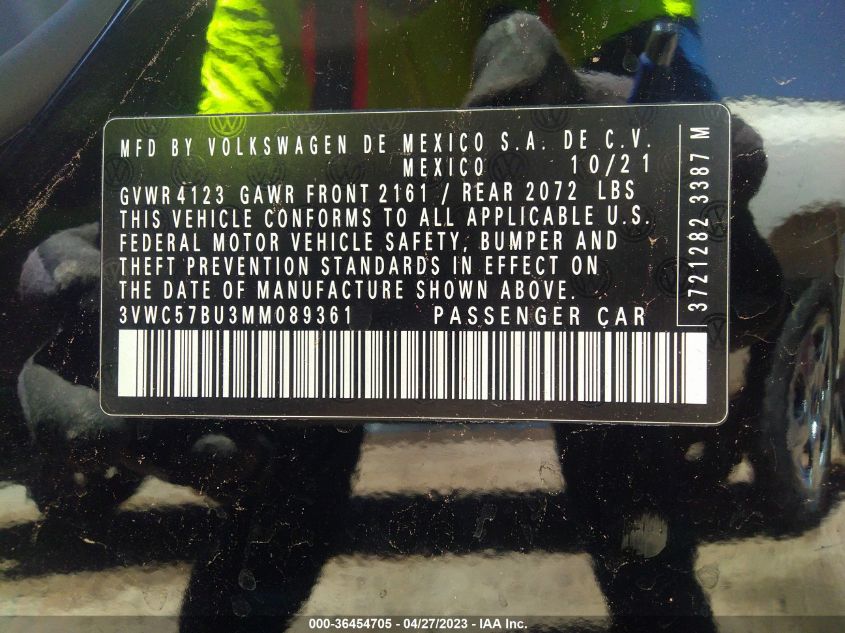 MFD BY VOLKSWAGEN DE MEXICO S.A. DE C.V.
MEXICO 10/21
GVWR 4123 GAWR FRONT 2161 / REAR 2072 LBS
THIS VEHICLE CONFORMS TO ALL APPLICABLE U.S.
FEDERAL MOTOR VEHICLE SAFETY, BUMPER AND
THEFT PREVENTION STANDARDS IN EFFECT ON
THE DATE OF MANUFACTURE SHOWN ABOVE.
3VWC57BU3MM089361 PASSENGER CAR
3721282 3387 M
000-36454705 - 04/27/2023 - IAA Inc.